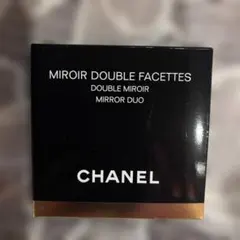 MIROIR DOUBLE FACETTES
DOUBLE MIROIR
MIRROR DUO
CHANEL